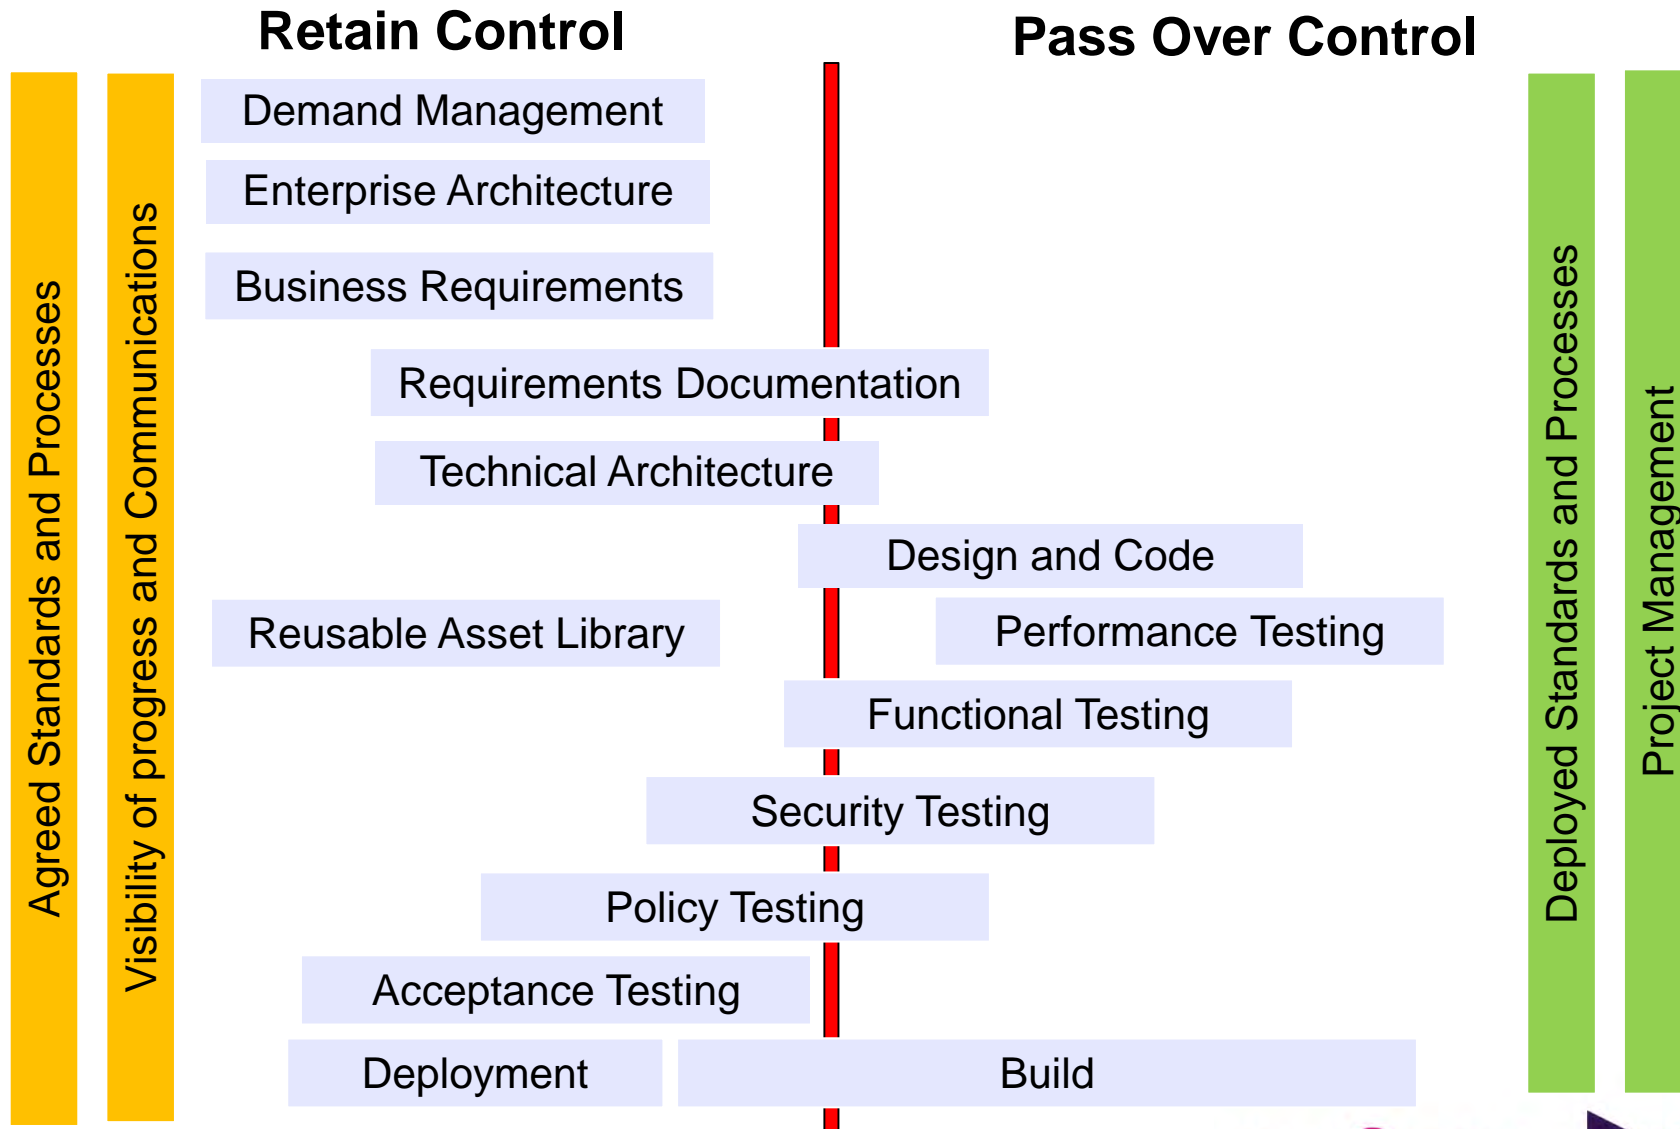 Retain Control
Pass Over Control
Agreed Standards and Processes
Visibility of progress and Communications
Demand Management
Enterprise Architecture
Business Requirements
Requirements Documentation
Technical Architecture
Design and Code
Reusable Asset Library
Performance Testing
Functional Testing
Security Testing
Policy Testing
Acceptance Testing
Deployment
Build
Deployed Standards and Processes
Project Management